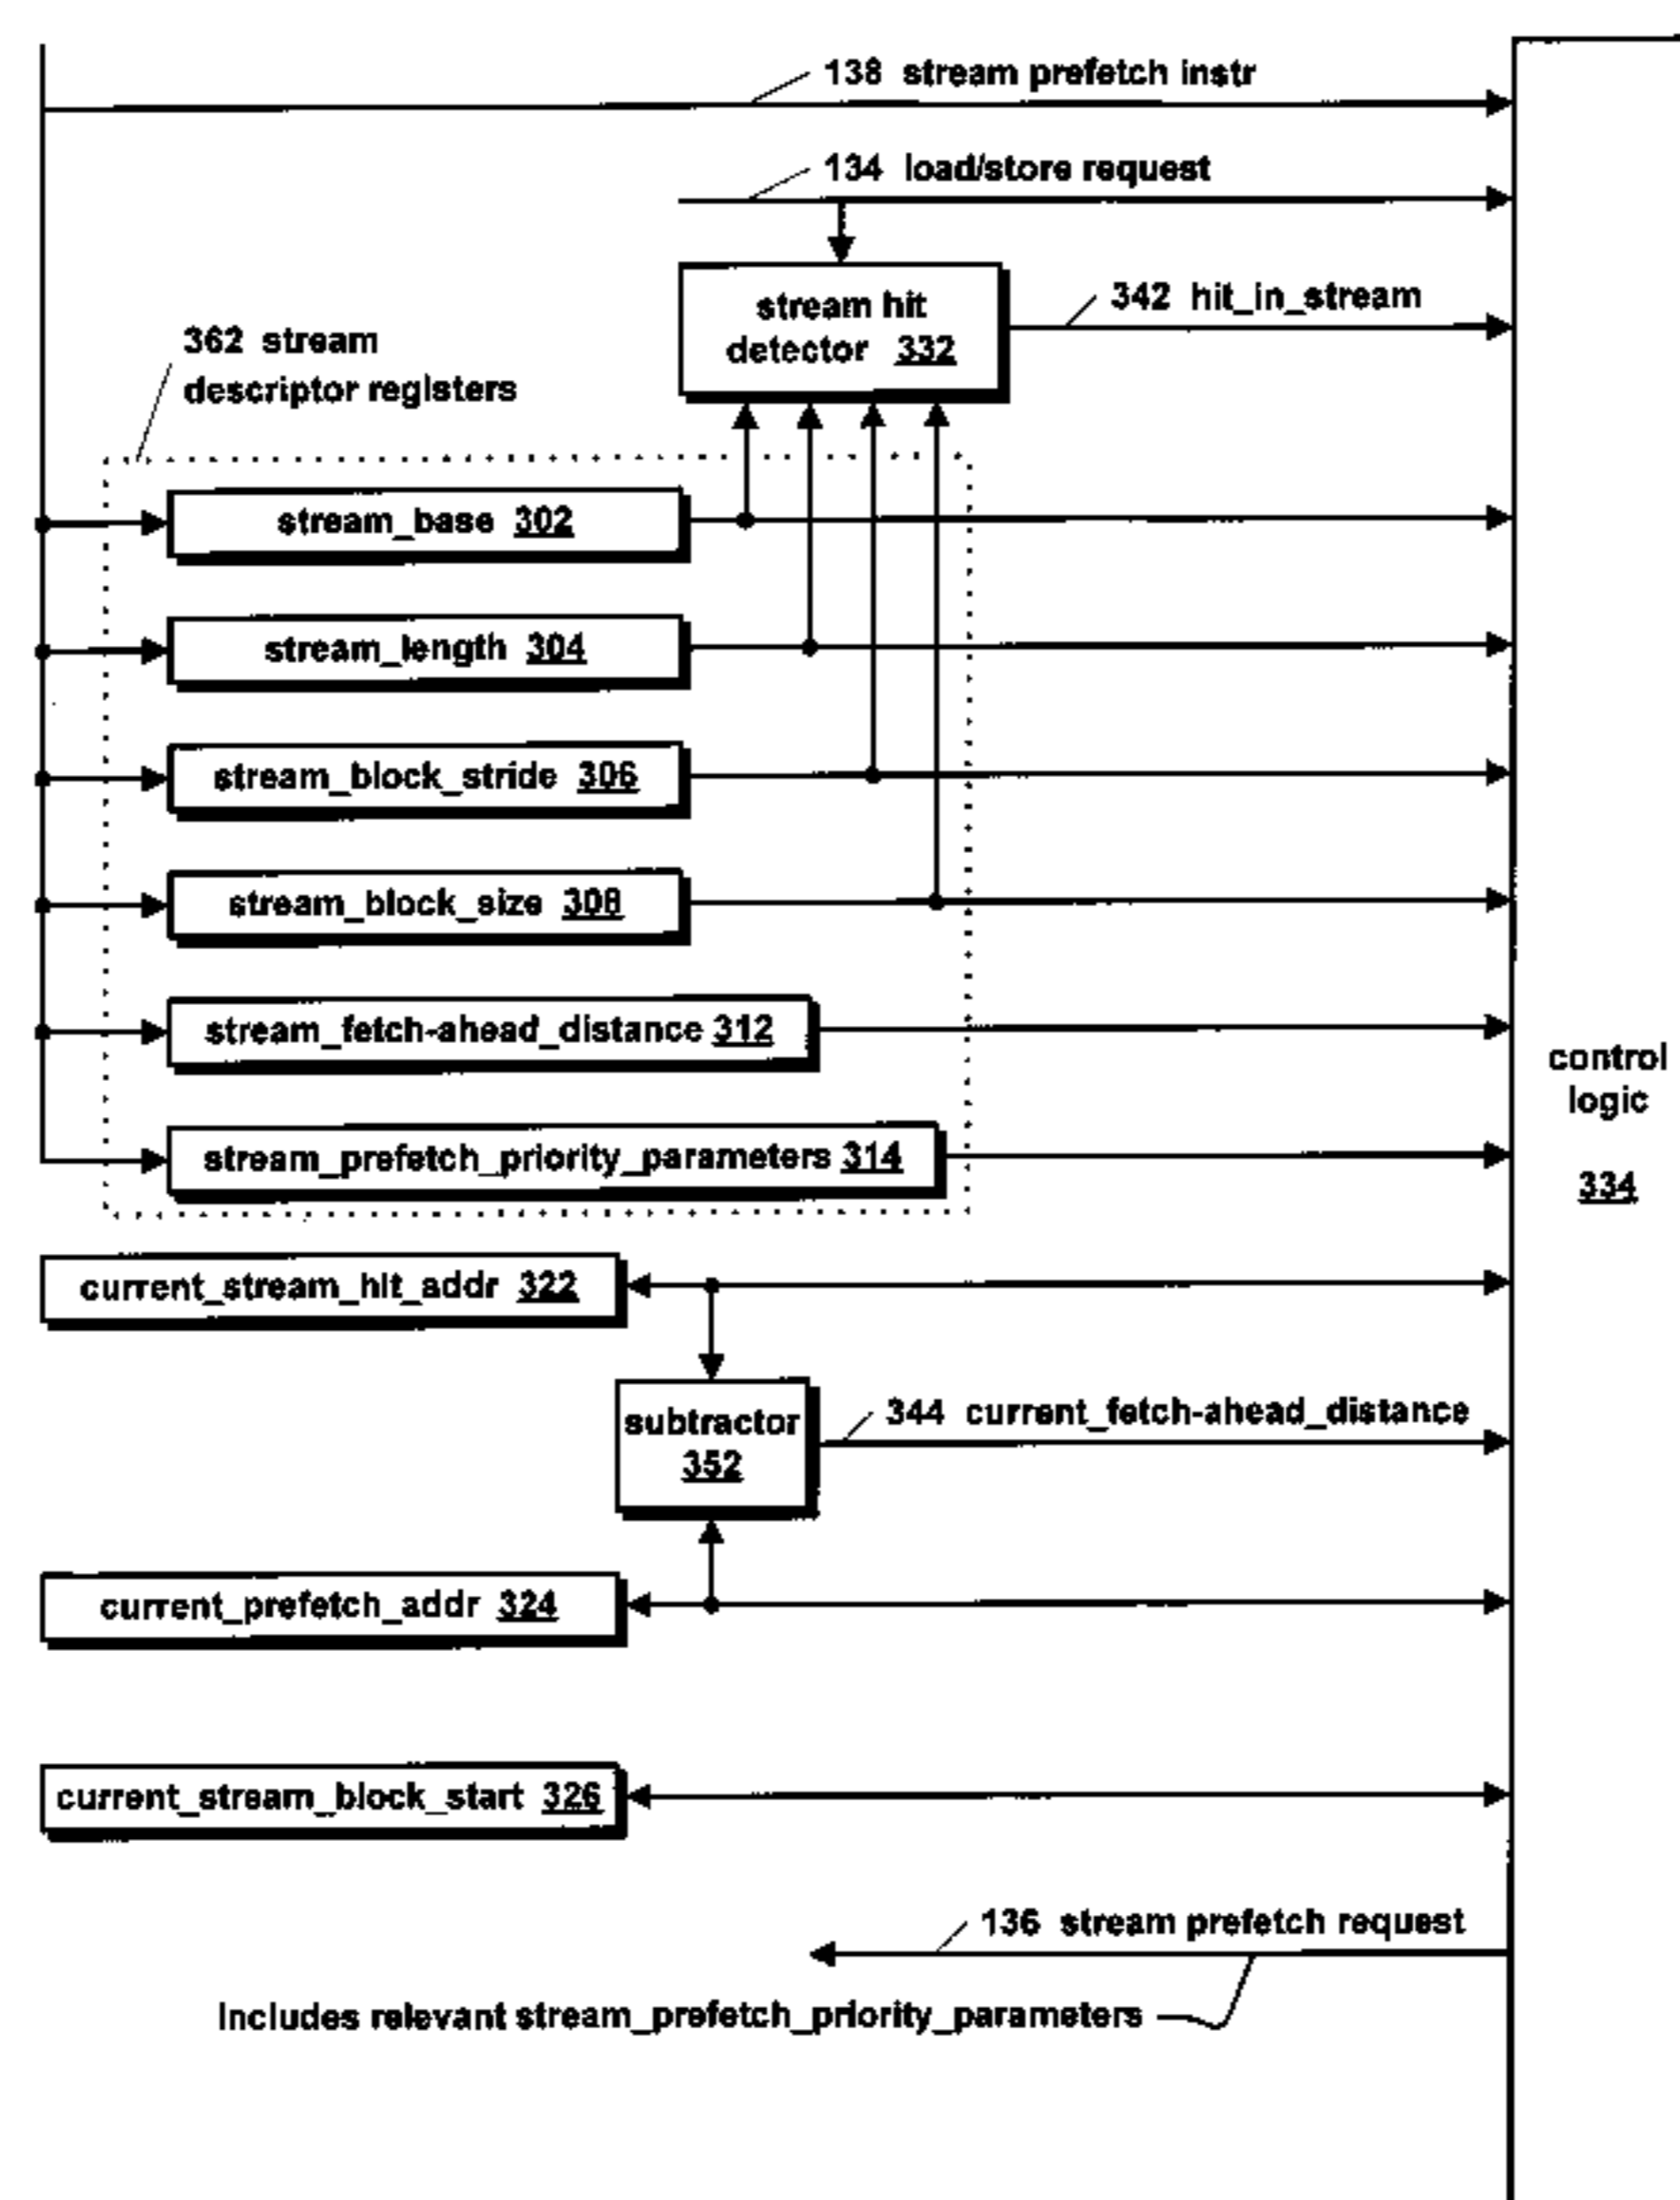 138 stream prefetch instr
134 load/store request
stream hit
detector 332
342 hit_in_stream
362 stream
descriptor registers
stream_base 302
stream_length 304
stream_block_stride 306
stream_block_size 308
stream_fetch-ahead_distance 312
stream_prefetch_priority_parameters 314
control
logic
334
current_stream_hit_addr 322
subtractor
352
344 current_fetch-ahead_distance
current_prefetch_addr 324
current_stream_block_start 326
136 stream prefetch request
Includes relevant stream_prefetch_priority_parameters